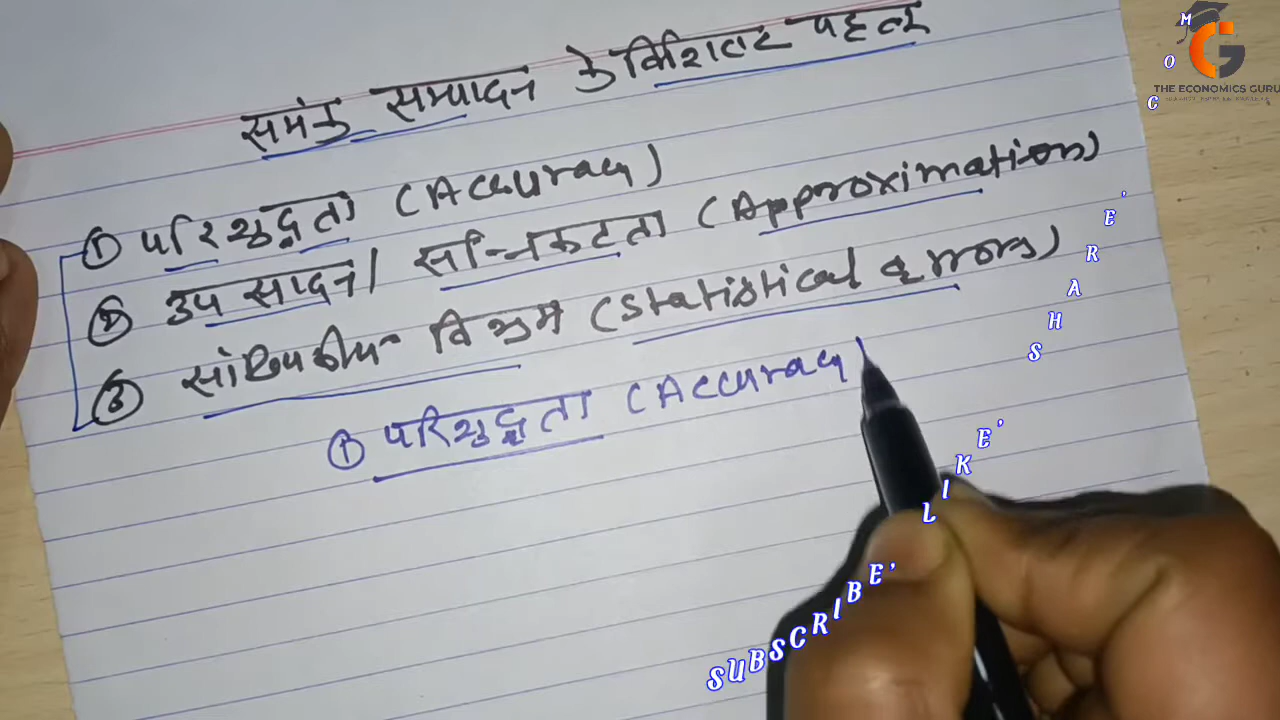 समंक सम्पादन के विशिष्ट पहलू
① परिशुद्धता (Accuracy)
② उपसादन / सन्निकटता (Approximation)
③ सांख्यिकीय विभ्रम (Statistical errors)
① परिशुद्धता (Accuracy)
THE ECONOMICS GURU
SUBSCRIBE' LIKE' SHARE' COM